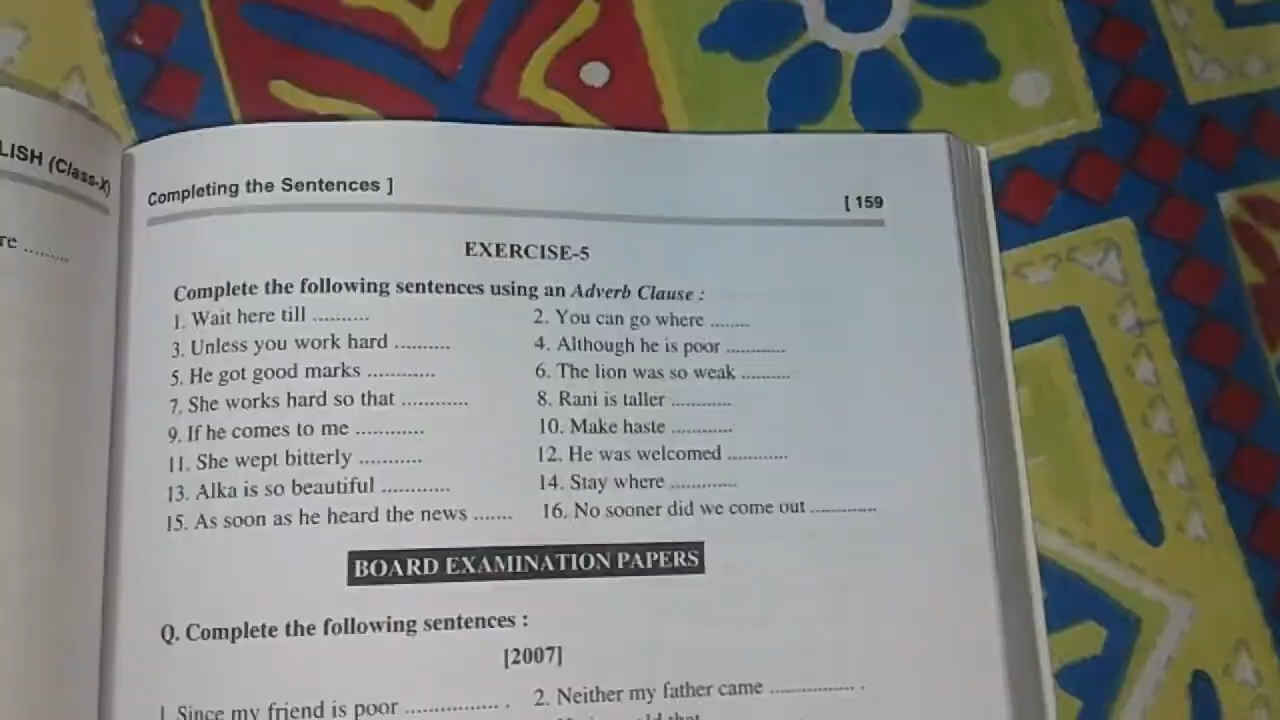 LISH (Class-X)
re ........
Completing the Sentences ]
[ 159
EXERCISE-5
Complete the following sentences using an Adverb Clause :
1. Wait here till ..........
2. You can go where ........
3. Unless you work hard ..........
4. Although he is poor ............
5. He got good marks ............
6. The lion was so weak ..........
7. She works hard so that ............
8. Rani is taller ............
9. If he comes to me ............
10. Make haste ............
11. She wept bitterly ...........
12. He was welcomed ............
13. Alka is so beautiful ............
14. Stay where .............
15. As soon as he heard the news .......
16. No sooner did we come out .............
BOARD EXAMINATION PAPERS
Q. Complete the following sentences :
[2007]
1. Since my friend is poor ................ .
2. Neither my father came ................ .